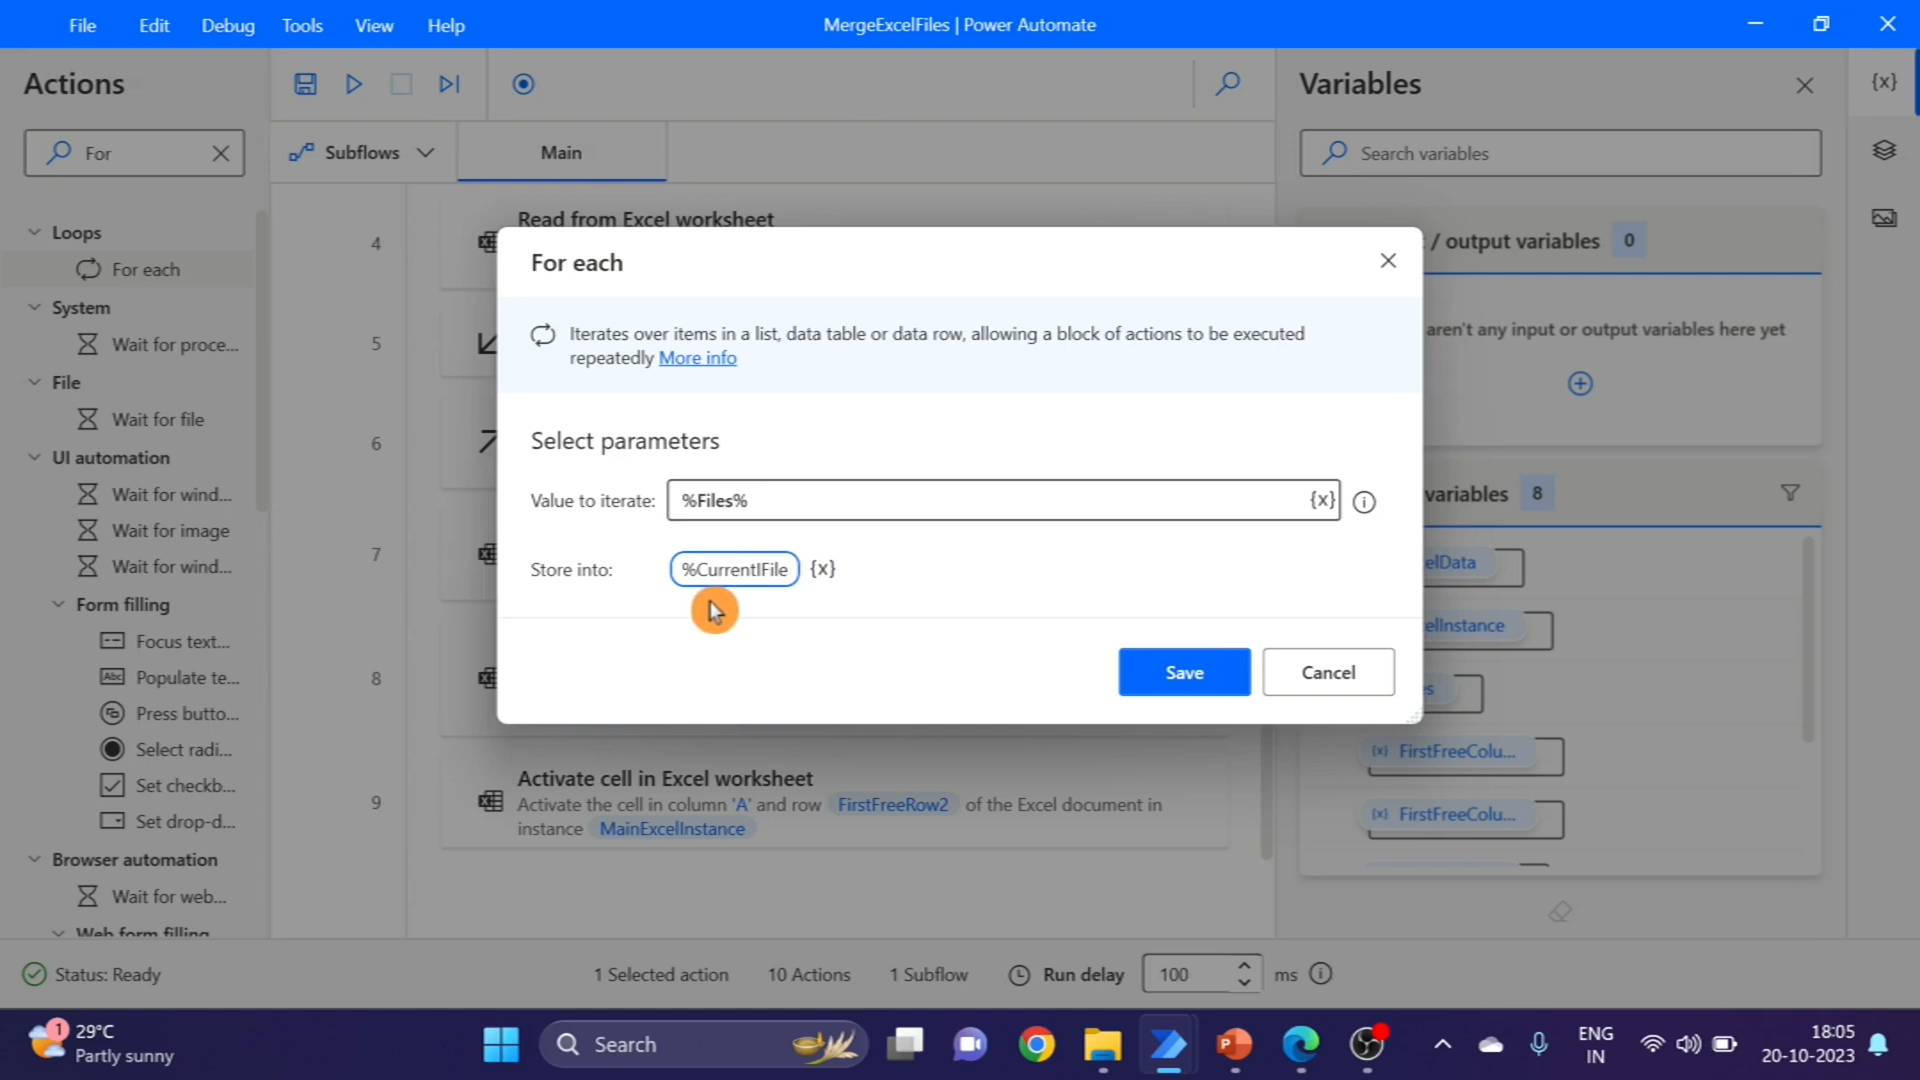 File Edit Debug Tools View Help
MergeExcelFiles | Power Automate
Actions
For
Loops
For each
System
Wait for proce...
File
Wait for file
UI automation
Wait for wind...
Wait for image
Wait for wind...
Form filling
Focus text...
Populate te...
Press butto...
Select radi...
Set checkb...
Set drop-d...
Browser automation
Wait for web...
Web form filling
Subflows
Main
4
Read from Excel worksheet
5
6
7
8
9
Activate cell in Excel worksheet
Activate the cell in column 'A' and row FirstFreeRow2 of the Excel document in
instance MainExcelInstance
For each
Iterates over items in a list, data table or data row, allowing a block of actions to be executed
repeatedly More info
Select parameters
Value to iterate: %Files% {x}
Store into: %CurrentIFile {x}
Save Cancel
Variables
{x}
Search variables
/ output variables 0
aren't any input or output variables here yet
variables 8
elData
elInstance
s
{x} FirstFreeColu...
{x} FirstFreeColu...
Status: Ready
1 Selected action
10 Actions
1 Subflow
Run delay 100 ms
1
29°C
Partly sunny
Search
ENG
IN
18:05
20-10-2023